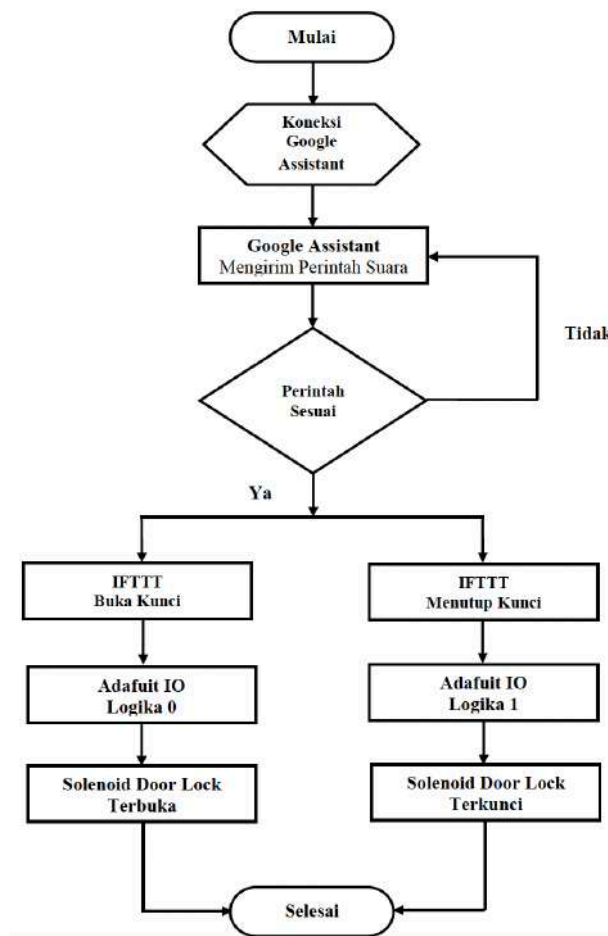 Mulai
Koneksi
Google
Assistant
Google Assistant
Mengirim Perintah Suara
Tidak
Perintah
Sesuai
Ya
IFTTT
Buka Kunci
IFTTT
Menutup Kunci
Adafuit IO
Logika 0
Adafuit IO
Logika 1
Solenoid Door Lock
Terbuka
Solenoid Door Lock
Terkunci
Selesai